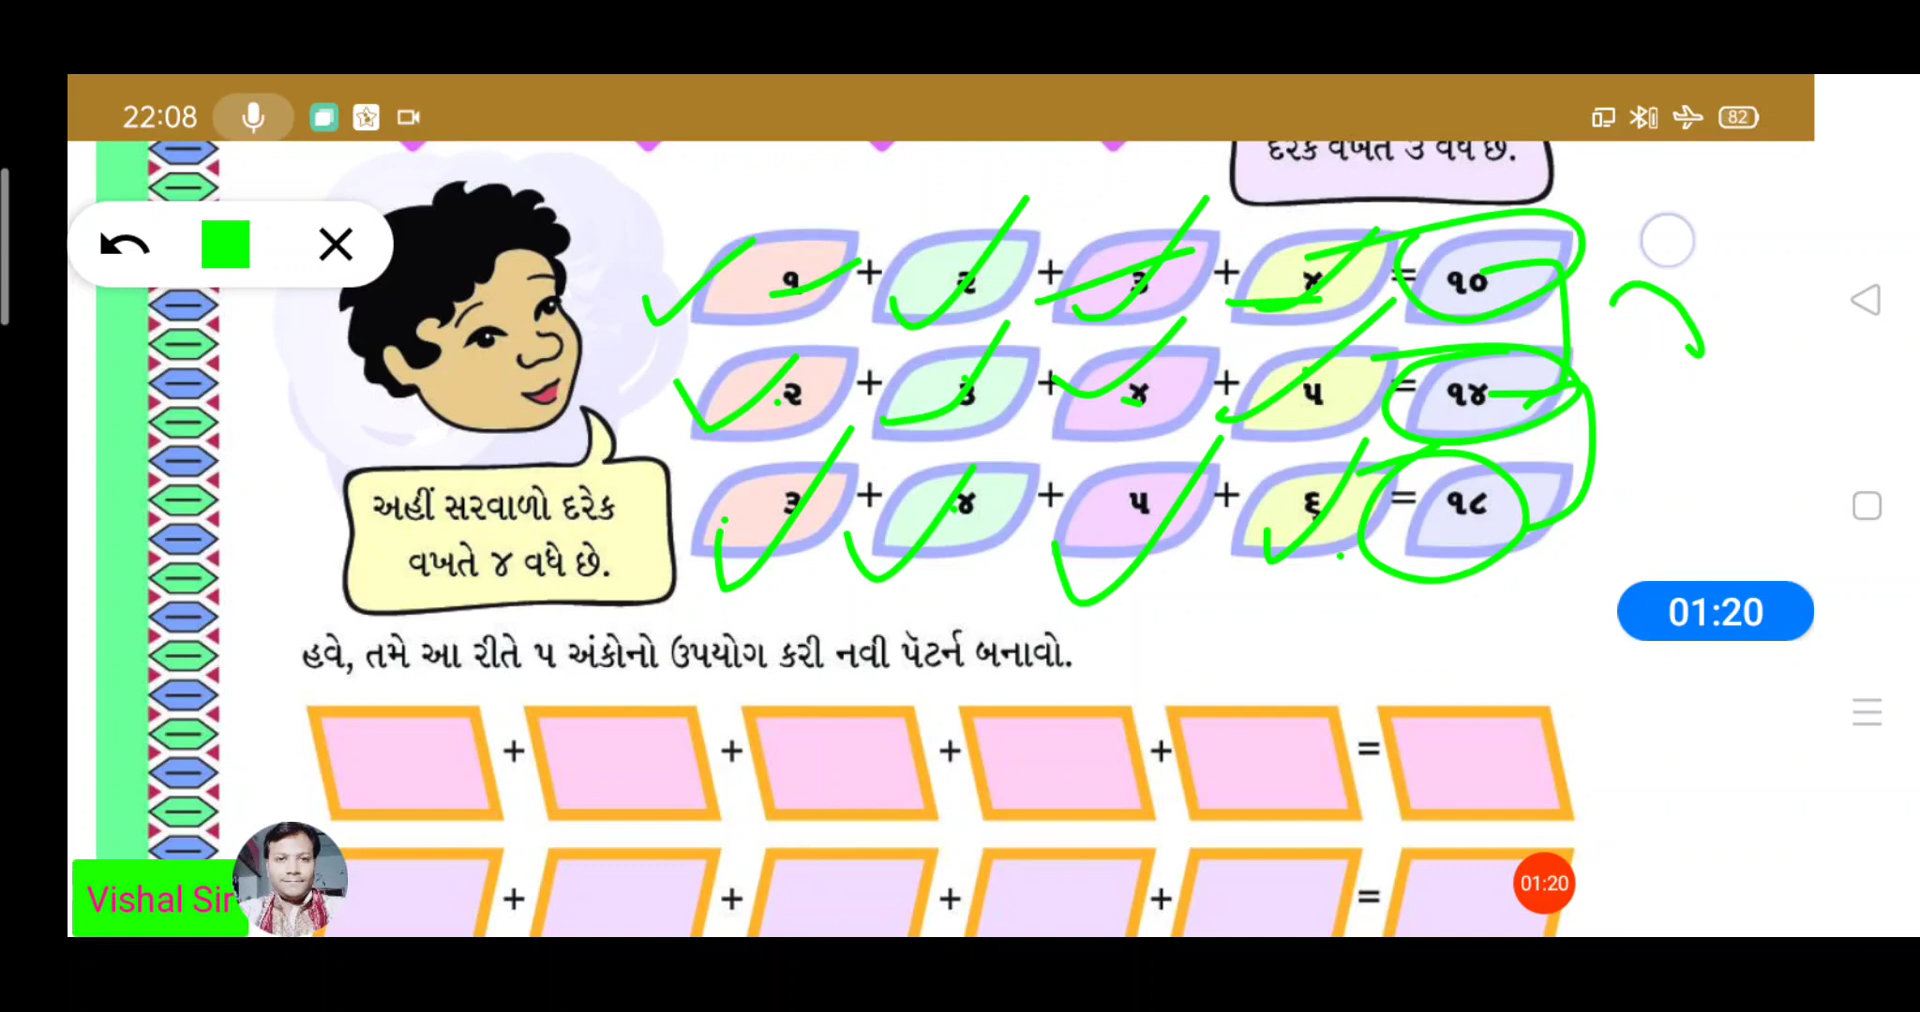 22:08
82
દરેક વખતે ૩ વધે છે.
૧ + ૨ + ૩ + ૪ = ૧૦
૨ + ૩ + ૪ + ૫ = ૧૪
૩ + ૪ + ૫ + ૬ = ૧૮
અહીં સરવાળો દરેક
વખતે ૪ વધે છે.
01:20
હવે, તમે આ રીતે ૫ અંકોનો ઉપયોગ કરી નવી પૅટર્ન બનાવો.
+ + + + =
+ + + + =
01:20
Vishal Sir